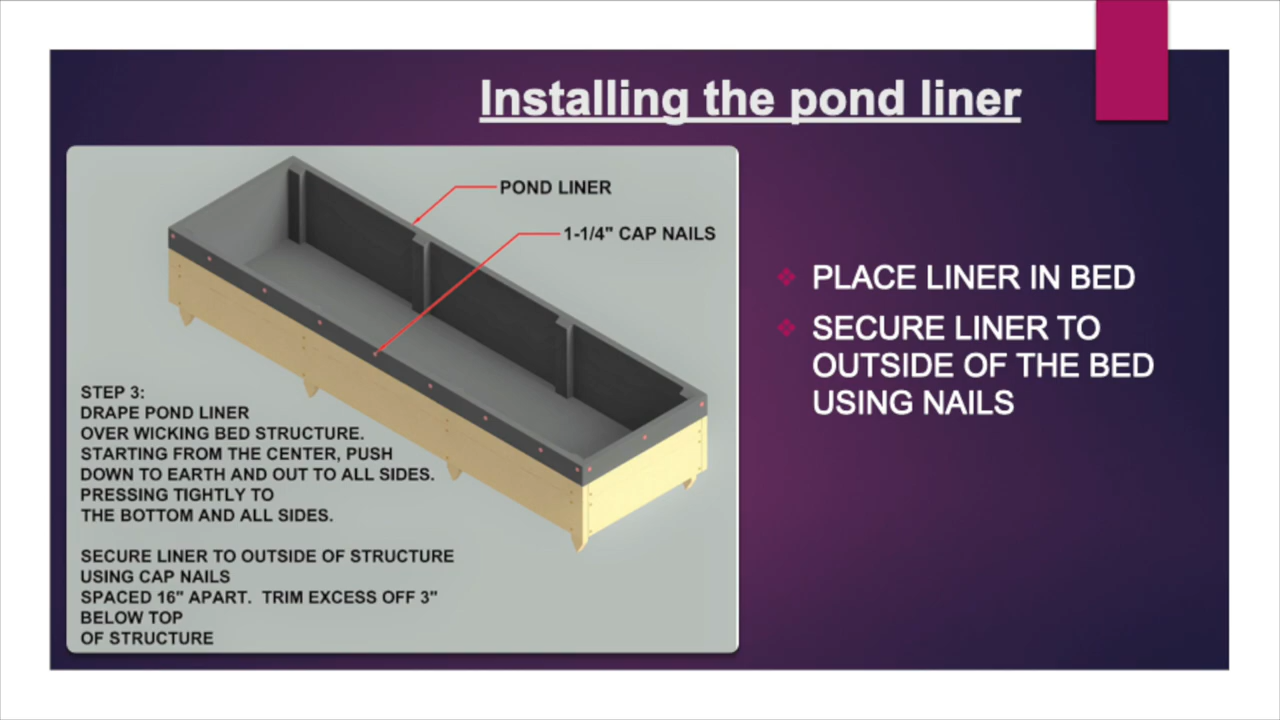 Installing the pond liner
POND LINER
1-1/4" CAP NAILS
STEP 3:
DRAPE POND LINER
OVER WICKING BED STRUCTURE.
STARTING FROM THE CENTER, PUSH
DOWN TO EARTH AND OUT TO ALL SIDES.
PRESSING TIGHTLY TO
THE BOTTOM AND ALL SIDES.
SECURE LINER TO OUTSIDE OF STRUCTURE
USING CAP NAILS
SPACED 16" APART. TRIM EXCESS OFF 3"
BELOW TOP
OF STRUCTURE
PLACE LINER IN BED
SECURE LINER TO
OUTSIDE OF THE BED
USING NAILS